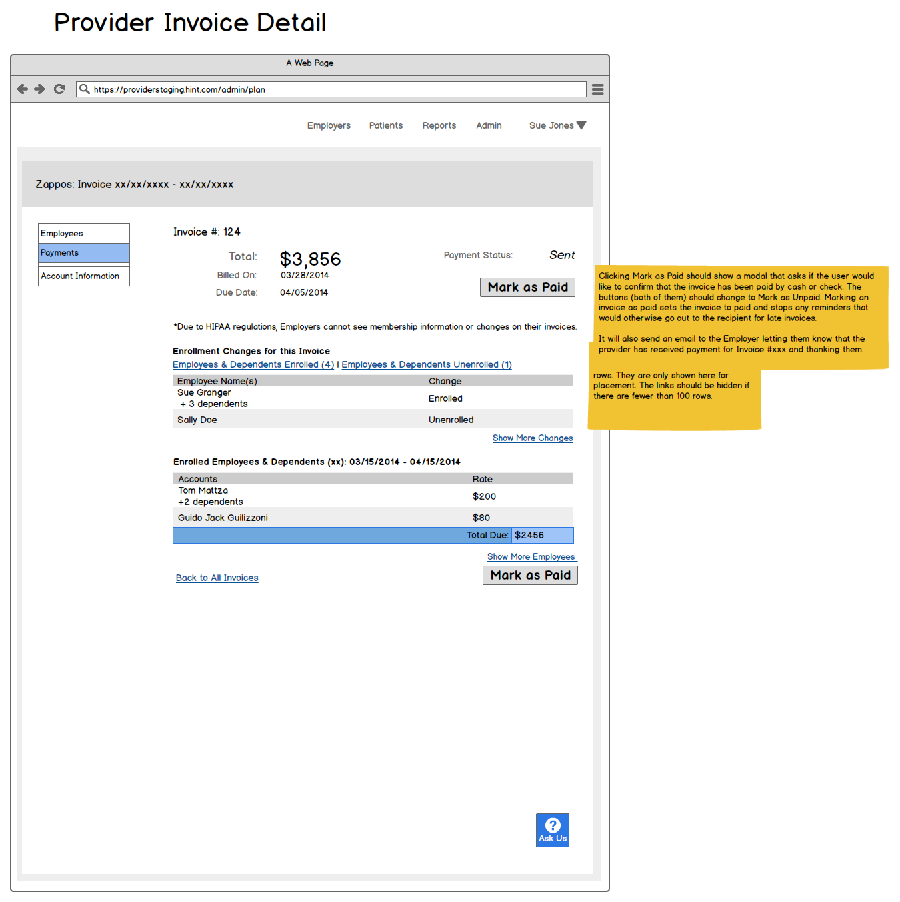 Provider Invoice Detail
A Web Page
https://providerstaging.hint.com/admin/plan
Employers Patients Reports Admin Sue Jones
Zappos: Invoice xx/xx/xxxx - xx/xx/xxxx
Employees
Payments
Account Information
Invoice #: 124
Total: $3,856
Billed On: 03/28/2014
Due Date: 04/05/2014
Payment Status: Sent
Mark as Paid
*Due to HIPAA regulations, Employers cannot see membership information or changes on their invoices.
Enrollment Changes for this Invoice
Employees & Dependents Enrolled (4) | Employees & Dependents Unenrolled (1)
Employee Name(s) Change
Sue Granger
+ 3 dependents
Enrolled
Sally Doe Unenrolled
Show More Changes
Enrolled Employees & Dependents (xx): 03/15/2014 - 04/15/2014
Accounts Rate
Tom Mattzo
+2 dependents
$200
Guido Jack Guilizzoni $80
Total Due: $2456
Show More Employees
Back to All Invoices
Mark as Paid
Ask Us
Clicking Mark as Paid should show a modal that asks if the user would
like to confirm that the invoice has been paid by cash or check. The
buttons (both of them) should change to Mark as Unpaid. Marking an
invoice as paid sets the invoice to paid and stops any reminders that
would otherwise go out to the recipient for late invoices.
It will also send an email to the Employer letting them know that the
provider has received payment for Invoice #xxx and thanking them
rows. They are only shown here for
placement. The links should be hidden if
there are fewer than 100 rows.